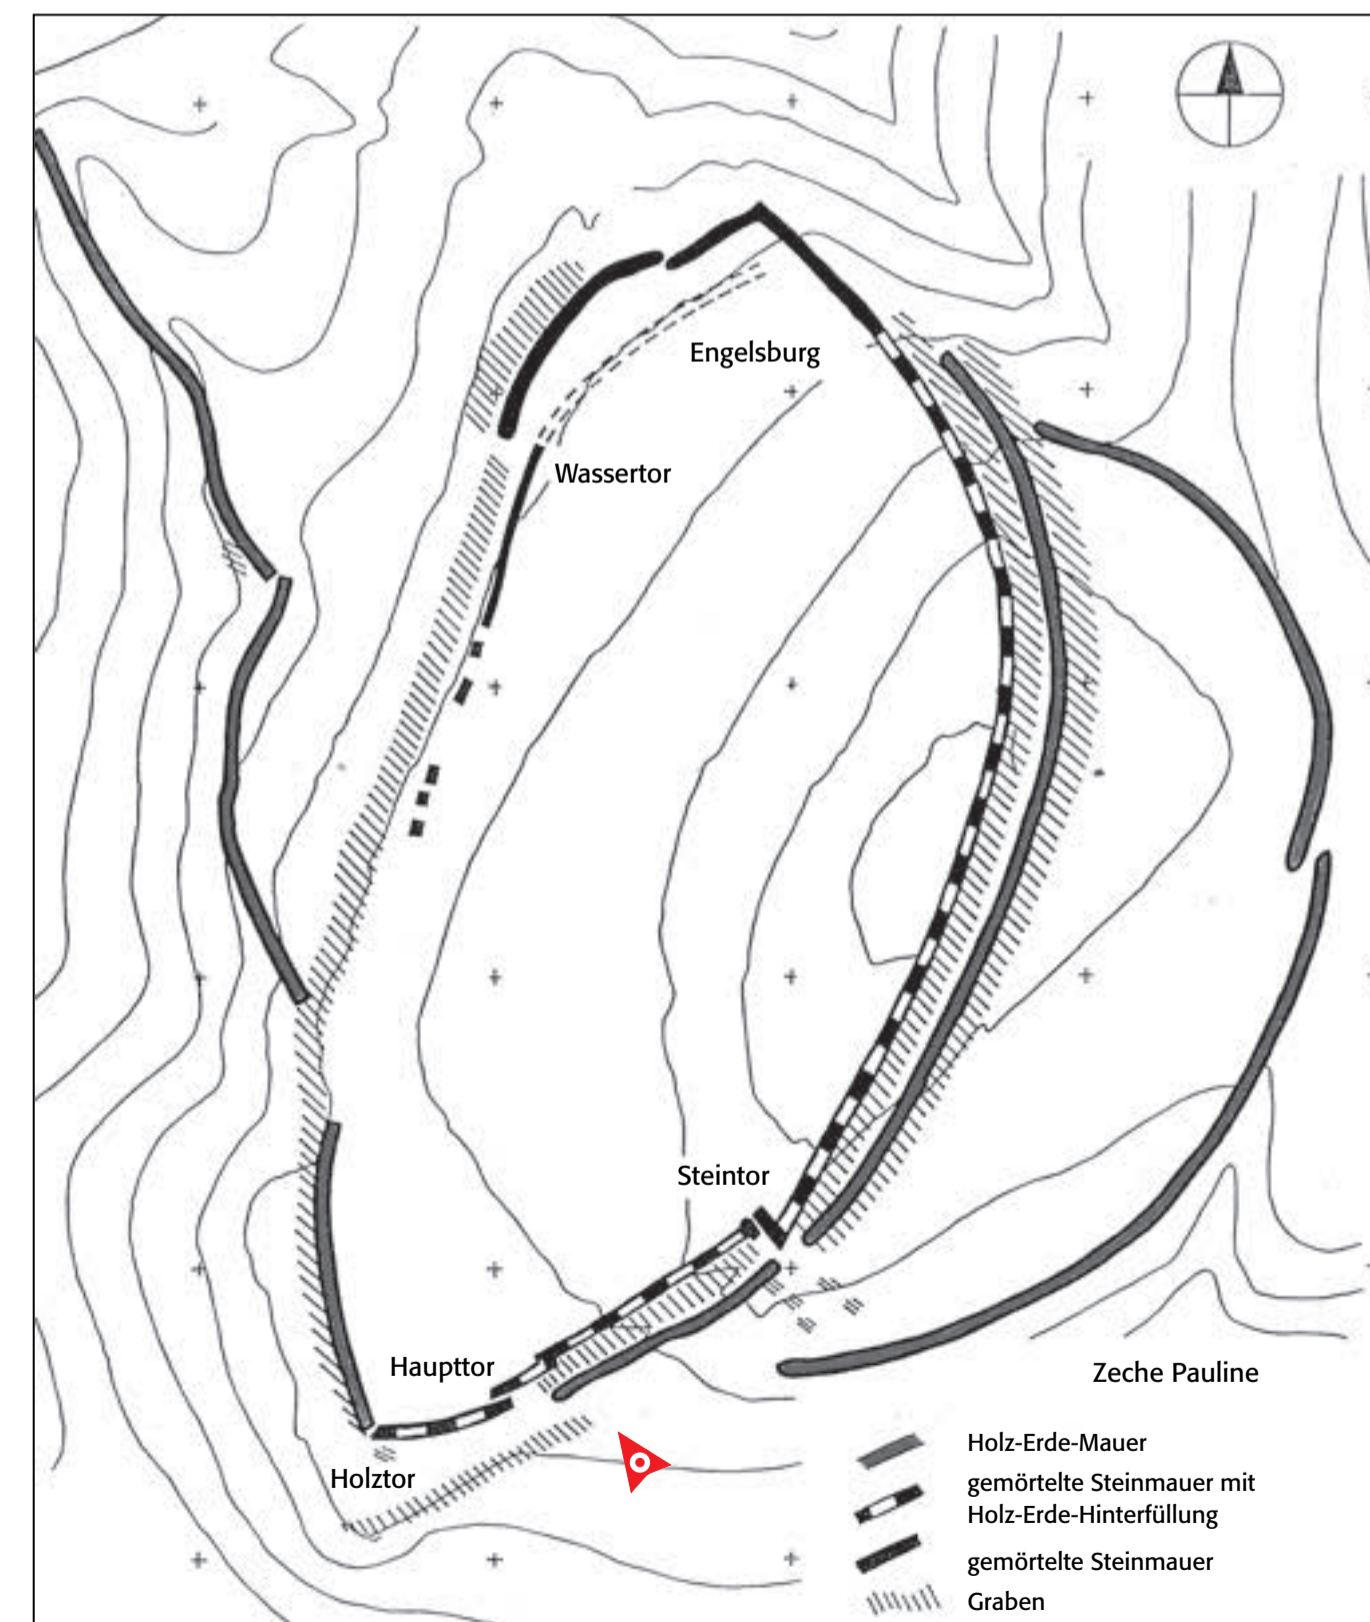 Engelsburg
Wassertor
Steintor
Haupttor
Holztor
Zeche Pauline
Holz-Erde-Mauer
gemörtelte Steinmauer mit
Holz-Erde-Hinterfüllung
gemörtelte Steinmauer
Graben